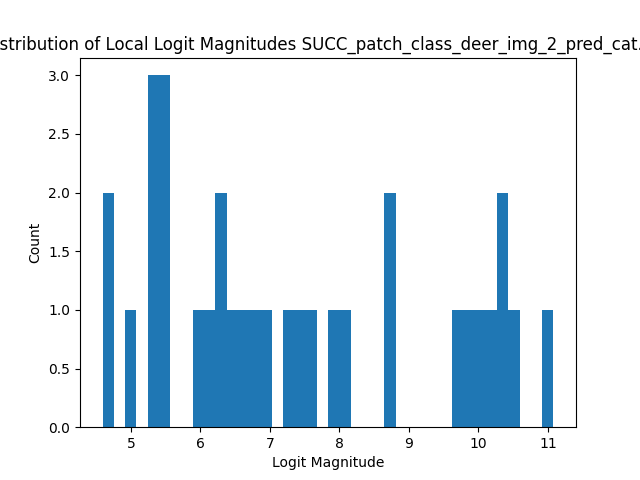 stribution of Local Logit Magnitudes SUCC_patch_class_deer_img_2_pred_cat.
3.0
2.5
2.0
1.5
1.0
0.5
0.0
Count
5 6 7 8 9 10 11
Logit Magnitude